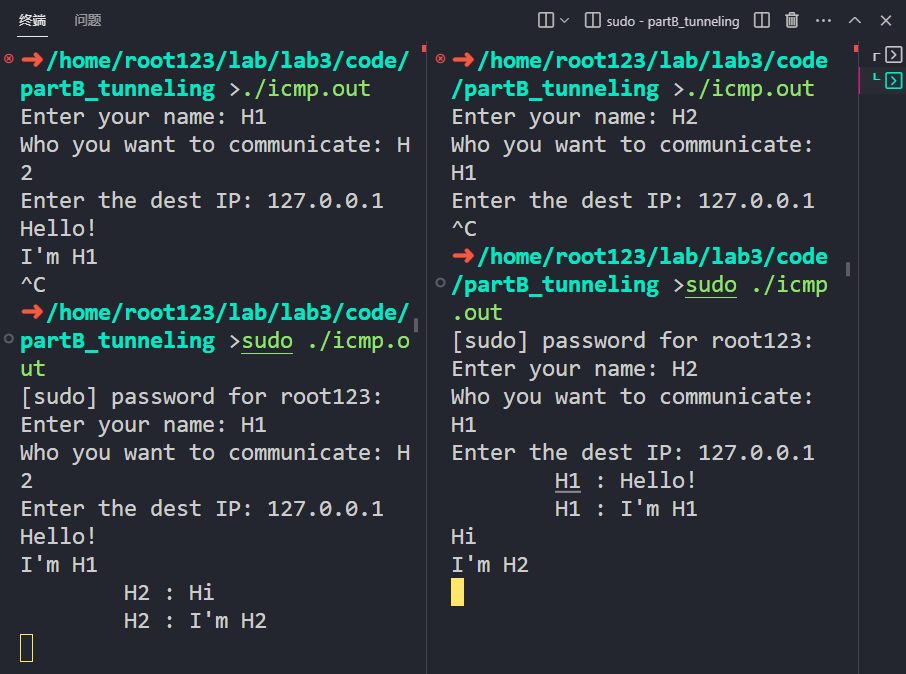 终端 问题 sudo - partB_tunneling
/home/root123/lab/lab3/code/
partB_tunneling >./icmp.out
Enter your name: H1
Who you want to communicate: H
2
Enter the dest IP: 127.0.0.1
Hello!
I'm H1
^C
/home/root123/lab/lab3/code/
partB_tunneling >sudo ./icmp.o
ut
[sudo] password for root123:
Enter your name: H1
Who you want to communicate: H
2
Enter the dest IP: 127.0.0.1
Hello!
I'm H1
H2 : Hi
H2 : I'm H2
/home/root123/lab/lab3/code
/partB_tunneling >./icmp.out
Enter your name: H2
Who you want to communicate:
H1
Enter the dest IP: 127.0.0.1
^C
/home/root123/lab/lab3/code
/partB_tunneling >sudo ./icmp
.out
[sudo] password for root123:
Enter your name: H2
Who you want to communicate:
H1
Enter the dest IP: 127.0.0.1
H1 : Hello!
H1 : I'm H1
Hi
I'm H2